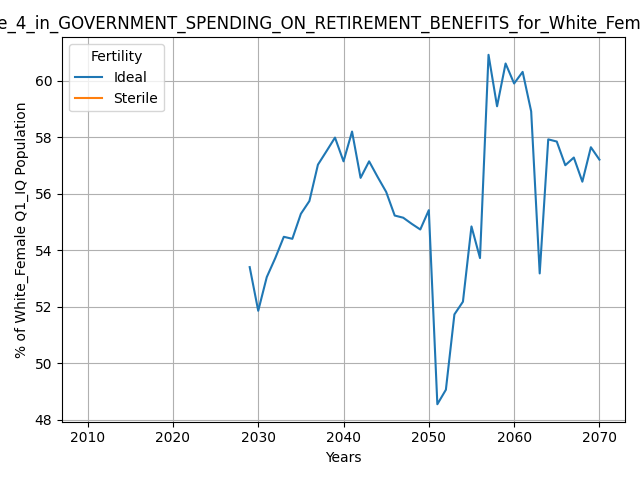 e_4_in_GOVERNMENT_SPENDING_ON_RETIREMENT_BENEFITS_for_White_Fem
Fertility
Ideal
Sterile
% of White_Female Q1_IQ Population
60
58
56
54
52
50
48
2010
2020
2030
2040
2050
2060
2070
Years